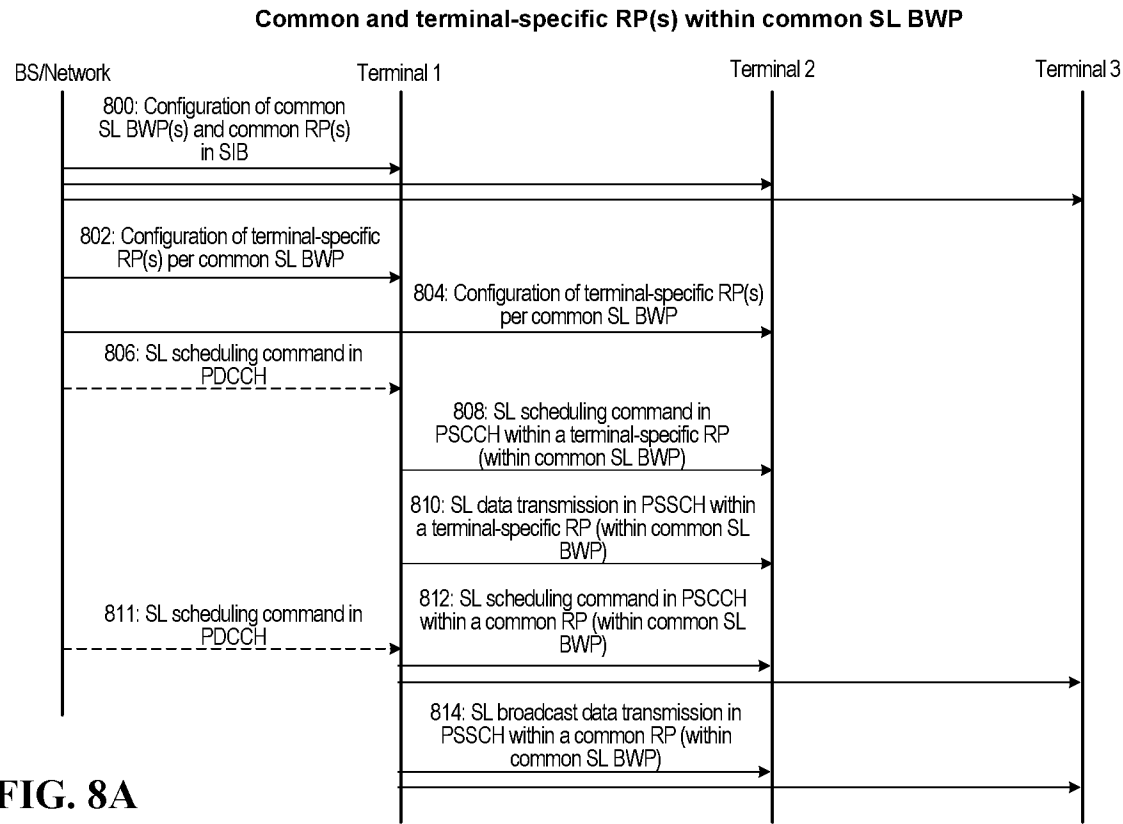 Common and terminal-specific RP(s) within common SL BWP
BS/Network
Terminal 1
Terminal 2
Terminal 3
800: Configuration of common
SL BWP(s) and common RP(s)
in SIB
802: Configuration of terminal-specific
RP(s) per common SL BWP
804: Configuration of terminal-specific RP(s)
per common SL BWP
806: SL scheduling command in
PDCCH
808: SL scheduling command in
PSCCH within a terminal-specific RP
(within common SL BWP)
810: SL data transmission in PSSCH within
a terminal-specific RP (within common SL
BWP)
811: SL scheduling command in
PDCCH
812: SL scheduling command in PSCCH
within a common RP (within common SL
BWP)
814: SL broadcast data transmission in
PSSCH within a common RP (within
common SL BWP)
FIG. 8A